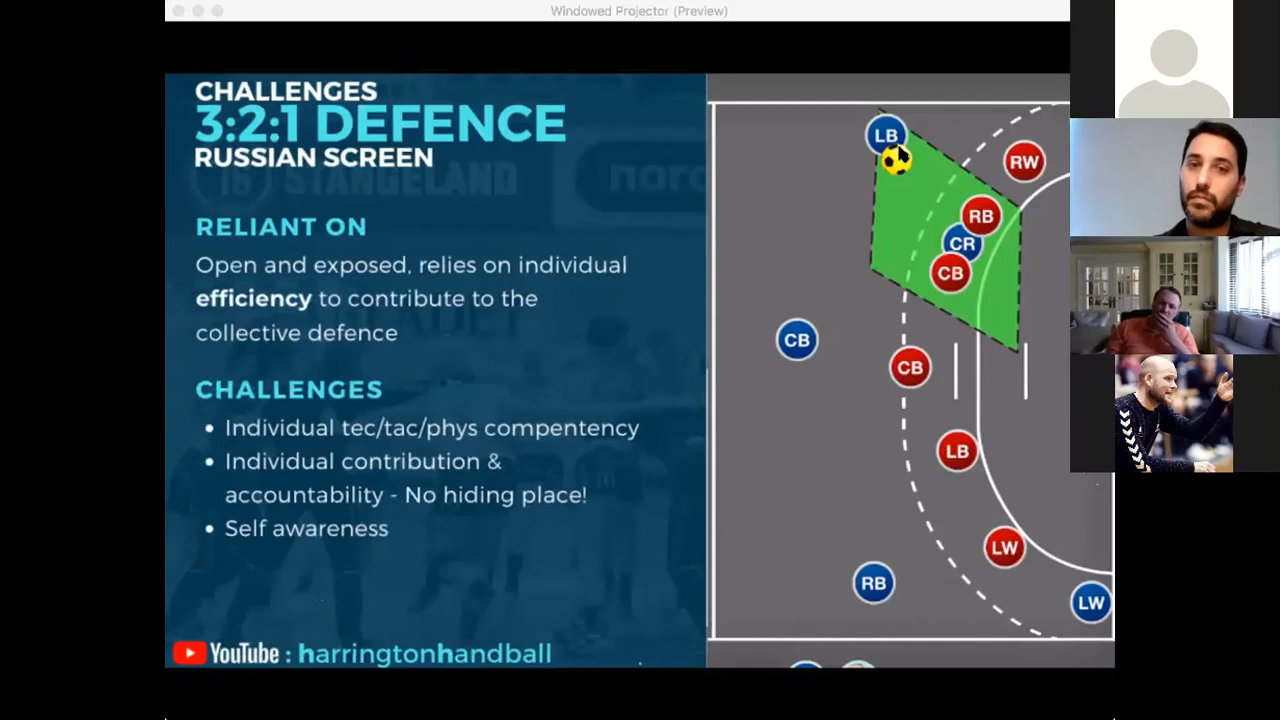 Windowed Projector (Preview)
CHALLENGES
3:2:1 DEFENCE
RUSSIAN SCREEN
RELIANT ON
Open and exposed, relies on individual
efficiency to contribute to the
collective defence
CHALLENGES
Individual tec/tac/phys compentency
Individual contribution &
accountability - No hiding place!
Self awareness
YouTube : harringtonhandball
LB
RW
RB
CR
CB
CB
CB
LB
LW
RB
LW
STANGELAND